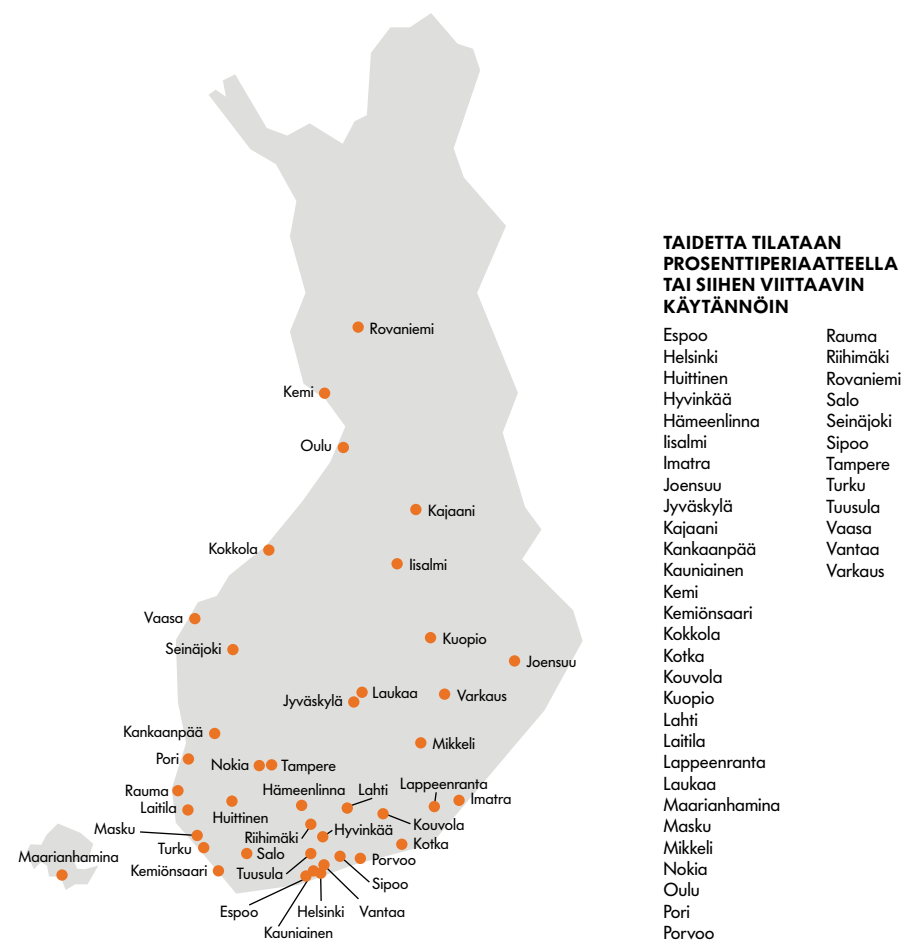 Rovaniemi
Kemi
Oulu
Kajaani
Kokkola
Iisalmi
Vaasa
Kuopio
Seinäjoki
Joensuu
Laukaa
Varkaus
Jyväskylä
Kankaanpää
Mikkeli
Pori
Nokia
Tampere
Rauma
Hämeenlinna
Lahti
Lappeenranta
Imatra
Laitila
Huittinen
Masku
Riihimäki
Hyvinkää
Kouvola
Turku
Kotka
Salo
Maarianhamina
Porvoo
Kemiönsaari
Tuusula
Sipoo
Espoo
Helsinki
Vantaa
Kauniainen
TAIDETTA TILATAAN
PROSENTTIPERIAATTEELLA
TAI SIIHEN VIITTAAVIN
KÄYTÄNNÖIN
Espoo
Helsinki
Huittinen
Hyvinkää
Hämeenlinna
Iisalmi
Imatra
Joensuu
Jyväskylä
Kajaani
Kankaanpää
Kauniainen
Kemi
Kemiönsaari
Kokkola
Kotka
Kouvola
Kuopio
Lahti
Laitila
Lappeenranta
Laukaa
Maarianhamina
Masku
Mikkeli
Nokia
Oulu
Pori
Porvoo
Rauma
Riihimäki
Rovaniemi
Salo
Seinäjoki
Sipoo
Tampere
Turku
Tuusula
Vaasa
Vantaa
Varkaus